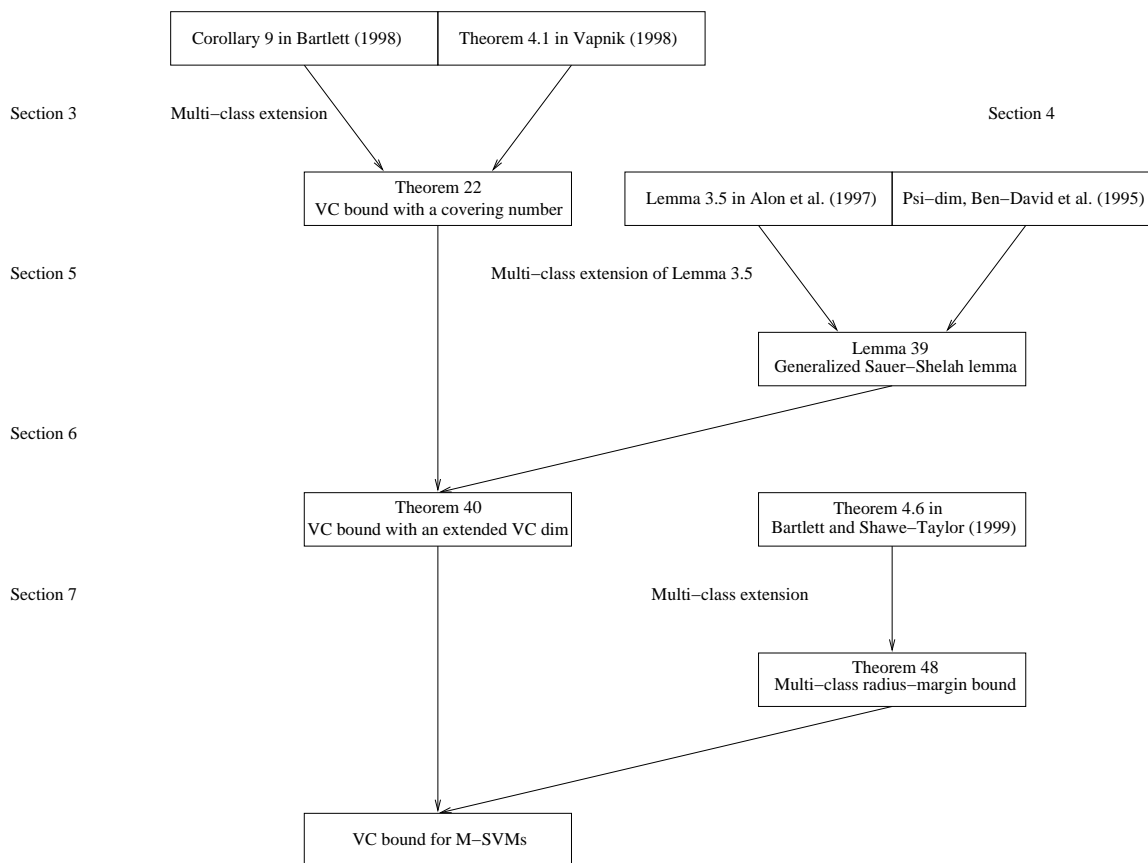 Corollary 9 in Bartlett (1998)
Theorem 4.1 in Vapnik (1998)
Section 3
Multi−class extension
Section 4
Theorem 22
VC bound with a covering number
Lemma 3.5 in Alon et al. (1997)
Psi−dim, Ben−David et al. (1995)
Section 5
Multi−class extension of Lemma 3.5
Lemma 39
Generalized Sauer−Shelah lemma
Section 6
Theorem 40
VC bound with an extended VC dim
Theorem 4.6 in
Bartlett and Shawe−Taylor (1999)
Section 7
Multi−class extension
Theorem 48
Multi−class radius−margin bound
VC bound for M−SVMs